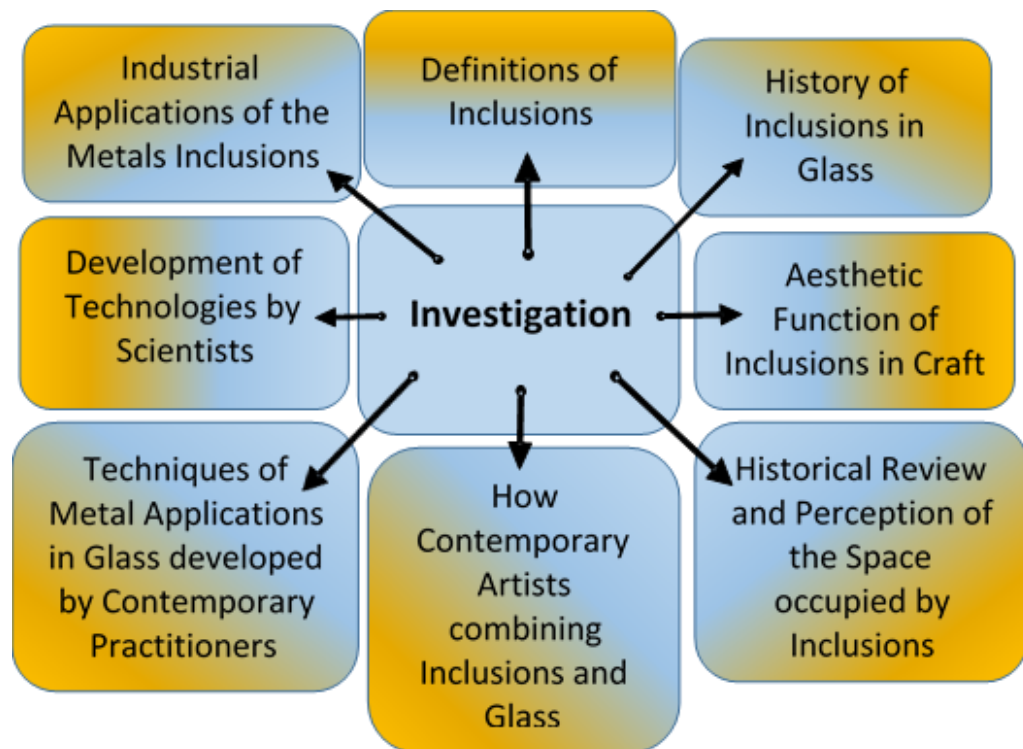 Industrial
Applications of the
Metals Inclusions
Definitions of
Inclusions
History of
Inclusions in
Glass
Development of
Technologies by
Scientists
Investigation
Aesthetic
Function of
Inclusions in Craft
Techniques of
Metal Applications
in Glass developed
by Contemporary
Practitioners
How
Contemporary
Artists
combining
Inclusions and
Glass
Historical Review
and Perception of
the Space
occupied by
Inclusions